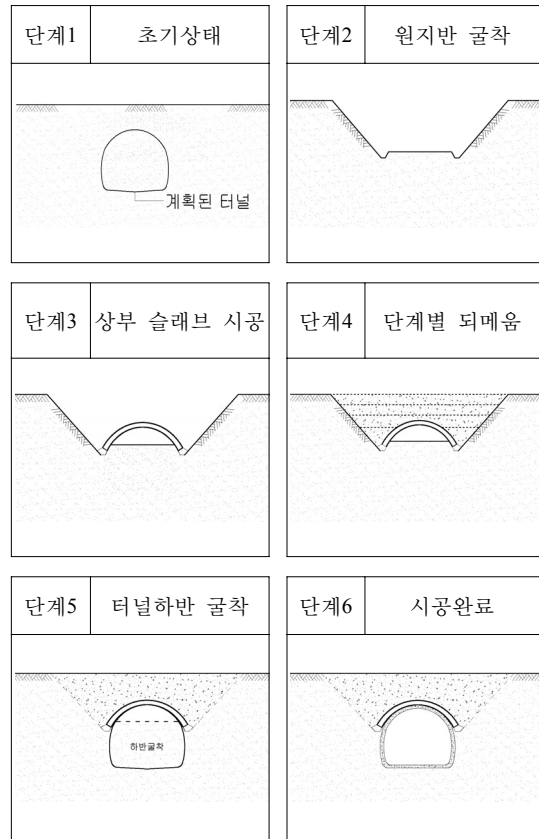 단계1 초기상태
계획된 터널
단계2 원지반 굴착
단계3 상부 슬래브 시공
단계4 단계별 되메움
단계5 터널하반 굴착
하반굴착
단계6 시공완료